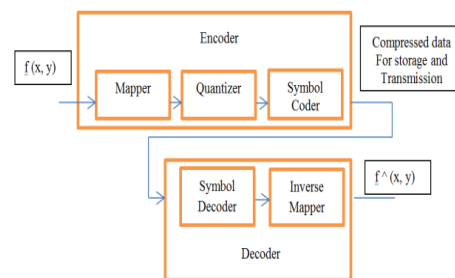 Encoder
Compressed data
For storage and
Transmission
f (x, y)
Mapper
Quantizer
Symbol
Coder
f ^ (x, y)
Symbol
Decoder
Inverse
Mapper
Decoder